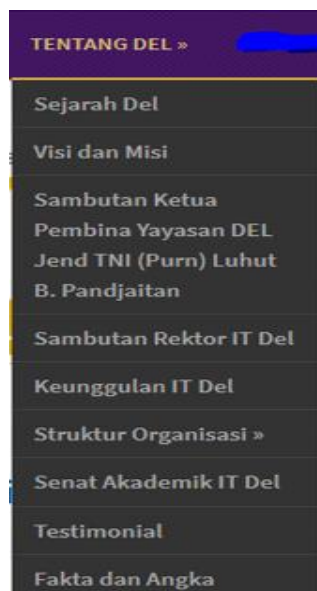 TENTANG DEL »
Sejarah Del
Visi dan Misi
Sambutan Ketua
Pembina Yayasan DEL
Jend TNI (Purn) Luhut
B. Pandjaitan
Sambutan Rektor IT Del
Keunggulan IT Del
Struktur Organisasi »
Senat Akademik IT Del
Testimonial
Fakta dan Angka